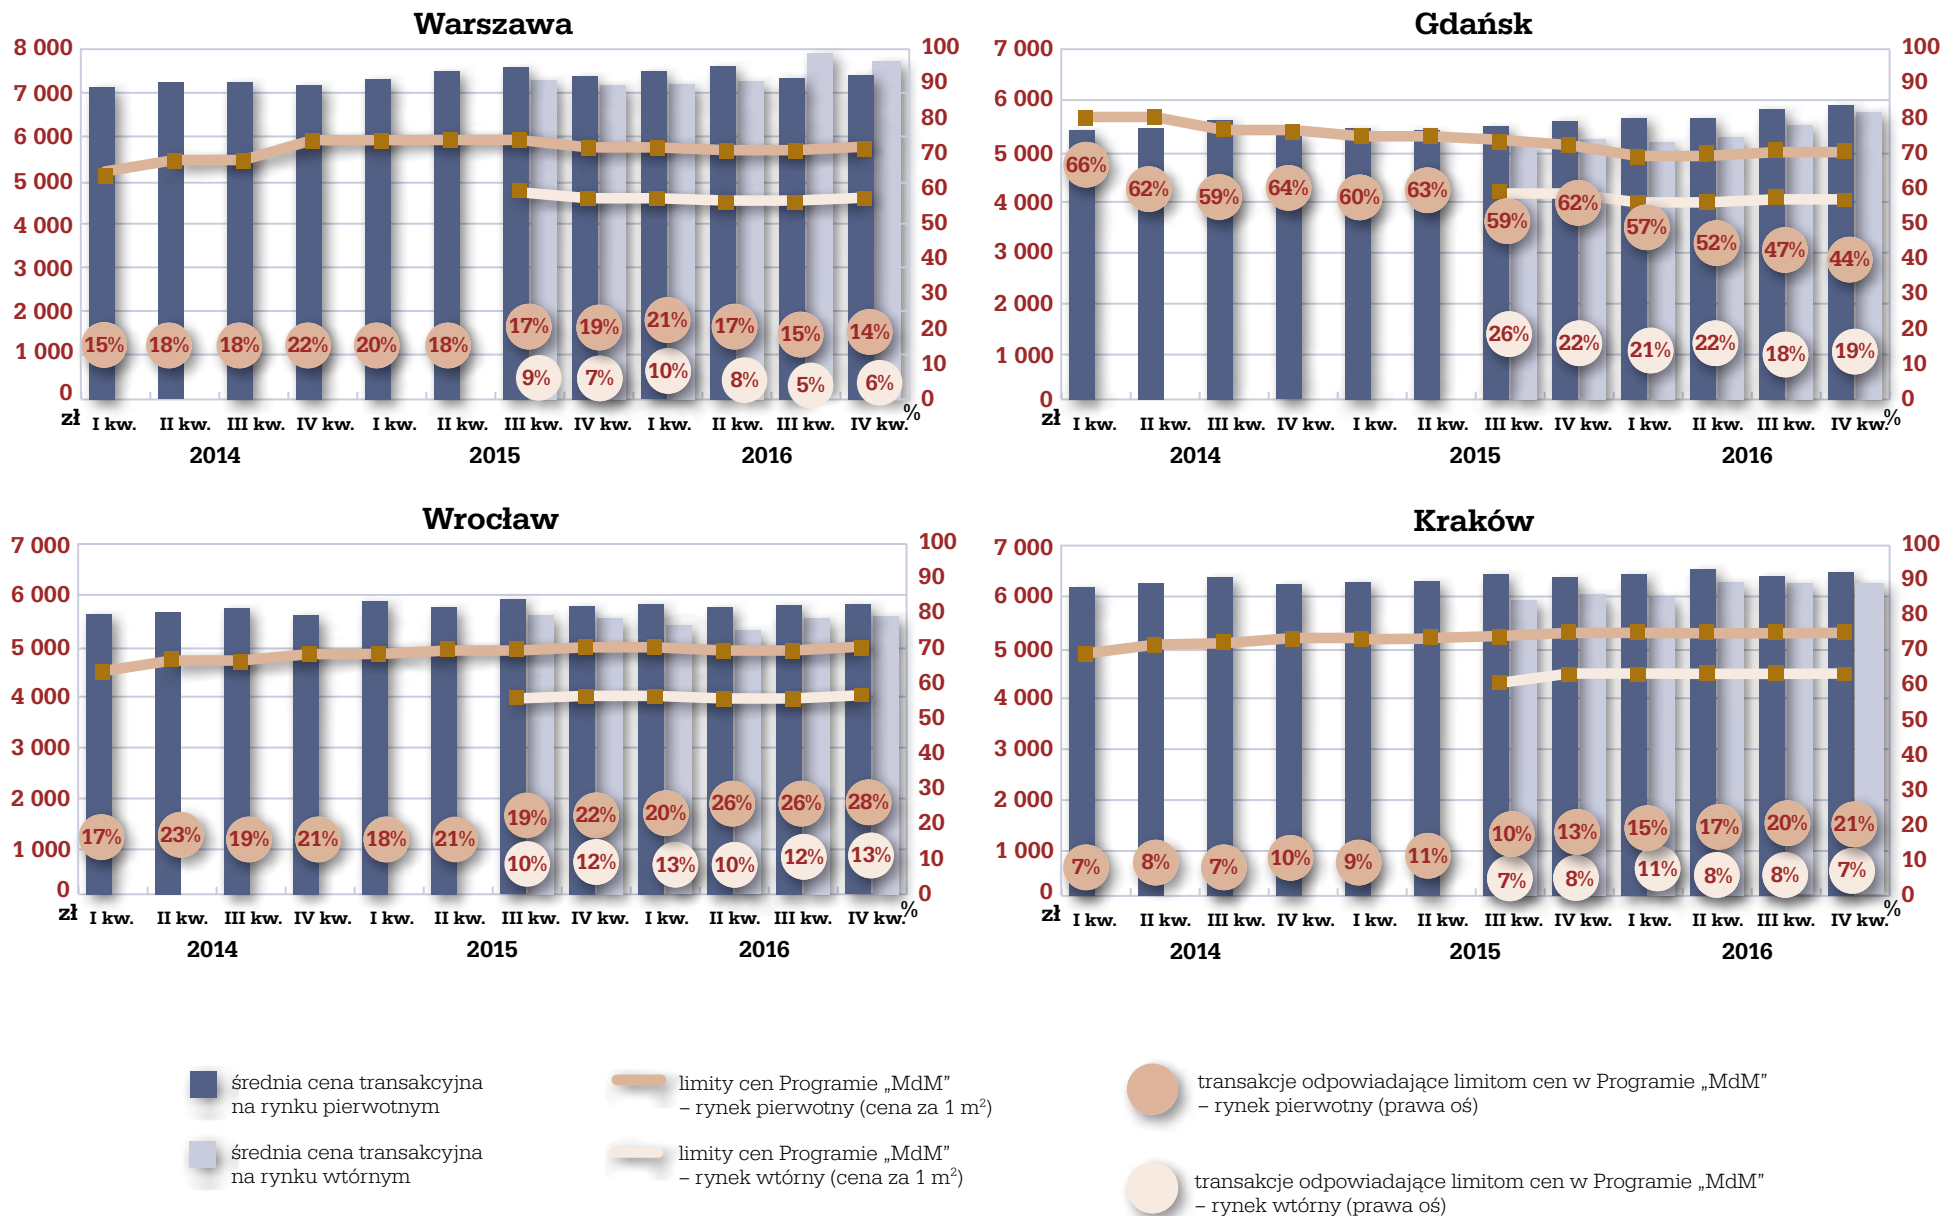 Warszawa
8 000
7 000
6 000
5 000
4 000
3 000
2 000
1 000
0
zł
100
90
80
70
60
50
40
30
20
10
0
%
15% 18% 18% 22% 20% 18% 17% 19% 21% 17% 15% 14%
9% 7% 10% 8% 5% 6%
I kw. II kw. III kw. IV kw. I kw. II kw. III kw. IV kw. I kw. II kw. III kw. IV kw.
2014 2015 2016
Gdańsk
7 000
6 000
5 000
4 000
3 000
2 000
1 000
0
zł
100
90
80
70
60
50
40
30
20
10
0
%
66% 62% 59% 64% 60% 63% 59% 62% 57% 52% 47% 44%
26% 22% 21% 22% 18% 19%
I kw. II kw. III kw. IV kw. I kw. II kw. III kw. IV kw. I kw. II kw. III kw. IV kw.
2014 2015 2016
Wrocław
7 000
6 000
5 000
4 000
3 000
2 000
1 000
0
zł
100
90
80
70
60
50
40
30
20
10
0
%
17% 23% 19% 21% 18% 21% 19% 22% 20% 26% 26% 28%
10% 12% 13% 10% 12% 13%
I kw. II kw. III kw. IV kw. I kw. II kw. III kw. IV kw. I kw. II kw. III kw. IV kw.
2014 2015 2016
Kraków
7 000
6 000
5 000
4 000
3 000
2 000
1 000
0
zł
100
90
80
70
60
50
40
30
20
10
0
%
7% 8% 7% 10% 9% 11% 10% 13% 15% 17% 20% 21%
7% 8% 11% 8% 8% 7%
I kw. II kw. III kw. IV kw. I kw. II kw. III kw. IV kw. I kw. II kw. III kw. IV kw.
2014 2015 2016
średnia cena transakcyjna
na rynku pierwotnym
średnia cena transakcyjna
na rynku wtórnym
limity cen Programie „MdM”
– rynek pierwotny (cena za 1 m²)
limity cen Programie „MdM”
– rynek wtórny (cena za 1 m²)
transakcje odpowiadające limitom cen w Programie „MdM”
– rynek pierwotny (prawa oś)
transakcje odpowiadające limitom cen w Programie „MdM”
– rynek wtórny (prawa oś)